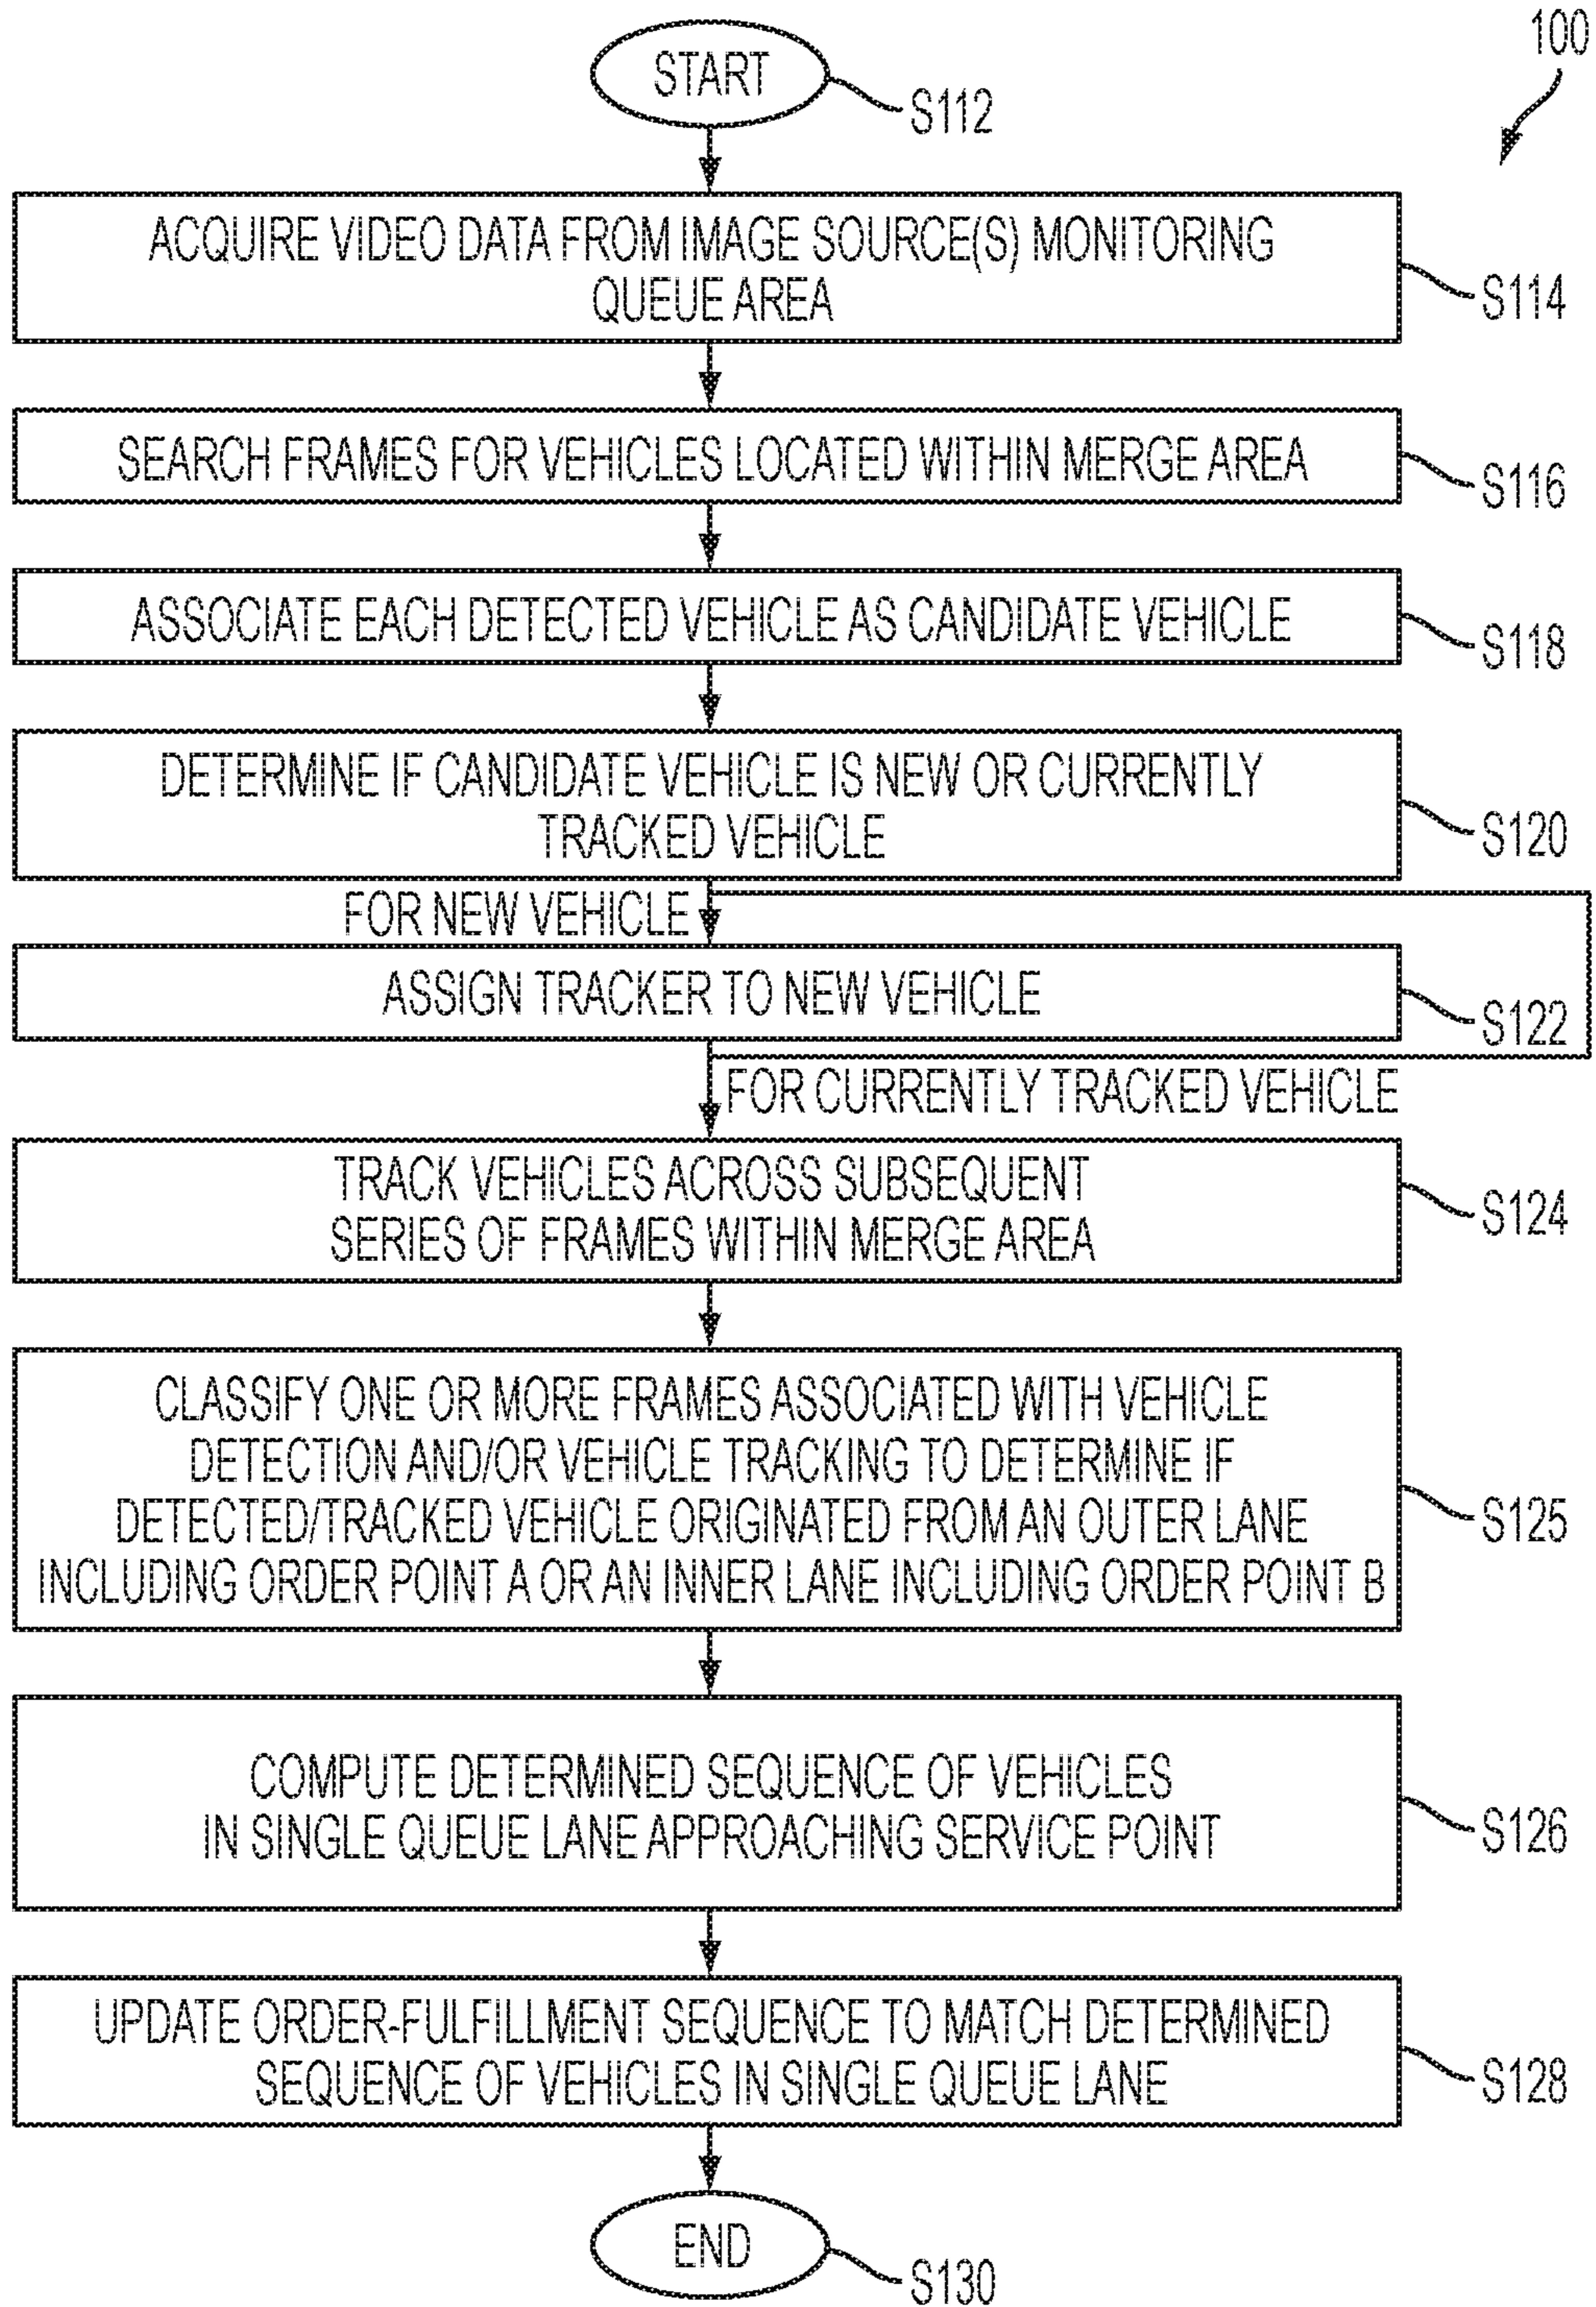 100
START
S112
ACQUIRE VIDEO DATA FROM IMAGE SOURCE(S) MONITORING
QUEUE AREA
S114
SEARCH FRAMES FOR VEHICLES LOCATED WITHIN MERGE AREA
S116
ASSOCIATE EACH DETECTED VEHICLE AS CANDIDATE VEHICLE
S118
DETERMINE IF CANDIDATE VEHICLE IS NEW OR CURRENTLY
TRACKED VEHICLE
S120
FOR NEW VEHICLE
ASSIGN TRACKER TO NEW VEHICLE
S122
FOR CURRENTLY TRACKED VEHICLE
TRACK VEHICLES ACROSS SUBSEQUENT
SERIES OF FRAMES WITHIN MERGE AREA
S124
CLASSIFY ONE OR MORE FRAMES ASSOCIATED WITH VEHICLE
DETECTION AND/OR VEHICLE TRACKING TO DETERMINE IF
DETECTED/TRACKED VEHICLE ORIGINATED FROM AN OUTER LANE
INCLUDING ORDER POINT A OR AN INNER LANE INCLUDING ORDER POINT B
S125
COMPUTE DETERMINED SEQUENCE OF VEHICLES
IN SINGLE QUEUE LANE APPROACHING SERVICE POINT
S126
UPDATE ORDER-FULFILLMENT SEQUENCE TO MATCH DETERMINED
SEQUENCE OF VEHICLES IN SINGLE QUEUE LANE
S128
END
S130